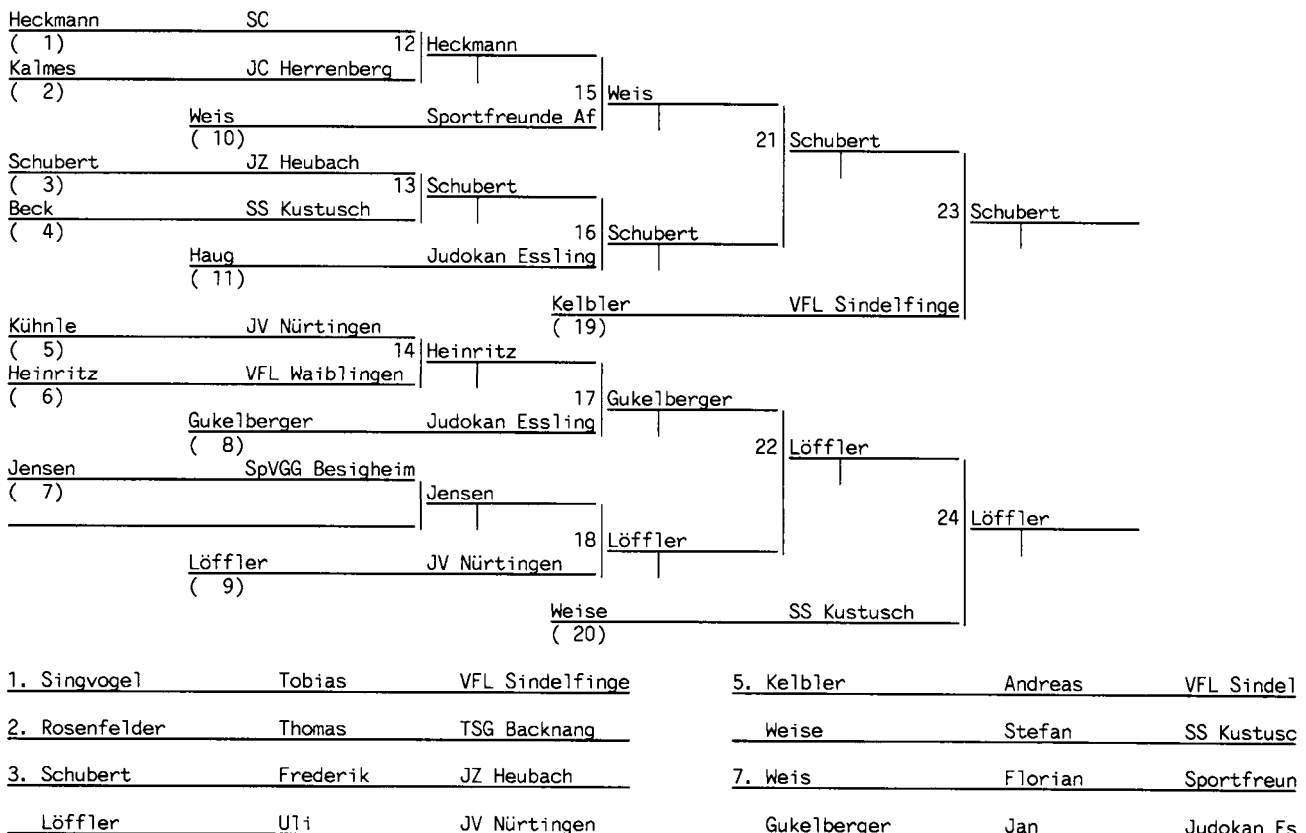 Heckmann SC
( 1) 12 Heckmann
Kalmes JC Herrenberg
( 2) 15 Weis
Weis Sportfreunde Af
( 10) 21 Schubert
Schubert JZ Heubach
( 3) 13 Schubert
Beck SS Kustusch 23 Schubert
( 4) 16 Schubert
Haug Judokan Essling
( 11)
Kelbler VFL Sindelfinge
Kühnle JV Nürtingen ( 19)
( 5) 14 Heinritz
Heinritz VFL Waiblingen
( 6) 17 Gukelberger
Gukelberger Judokan Essling
( 8) 22 Löffler
Jensen SpVGG Besigheim
( 7) Jensen
24 Löffler
18 Löffler
Löffler JV Nürtingen
( 9)
Weise SS Kustusch
( 20)
1. Singvogel Tobias VFL Sindelfinge 5. Kelbler Andreas VFL Sindel
2. Rosenfelder Thomas TSG Backnang Weise Stefan SS Kustusc
3. Schubert Frederik JZ Heubach 7. Weis Florian Sportfreun
Löffler Uli JV Nürtingen Gukelberger Jan Judokan Es